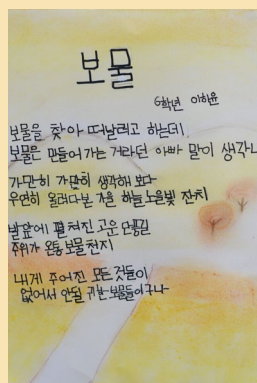 보물
6학년 이하윤
보물을 찾아 떠날려고 하는데
보물은 만들어가는 거라던 아빠 말이 생각나
가만히 가만히 생각해 보다
우연히 올려다본 가을 하늘 노을빛 잔치
발앞에 펼쳐진 고운 단풍길
주위가 온통 보물천지
내게 주어진 모든것들이
없어서 안될 귀한 보물들이구나